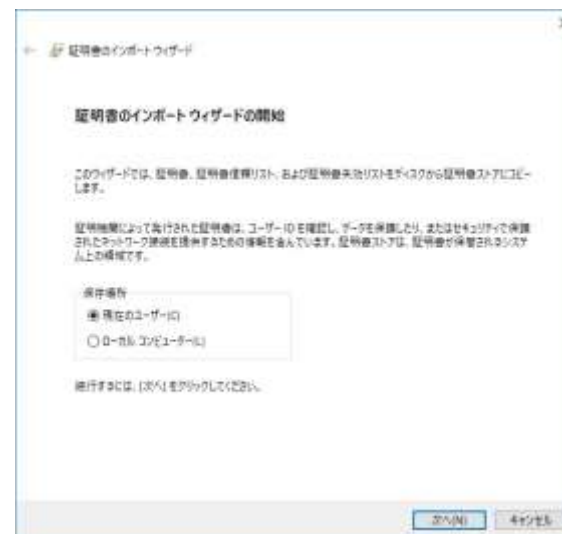 証明書のインポート ウィザード
証明書のインポート ウィザードの開始
このウィザードでは、証明書、証明書信頼リスト、および証明書失効リストをディスクから証明書ストアにコピー
します。
証明機関によって発行された証明書は、ユーザー ID を確認し、データを保護したり、またはセキュリティで保護
されたネットワーク接続を提供するための情報を含んでいます。証明書ストアは、証明書が保管されるシステ
ム上の領域です。
保存場所
現在のユーザー(C)
ローカル コンピューター(L)
続行するには、[次へ] をクリックしてください。
次へ(N)
キャンセル